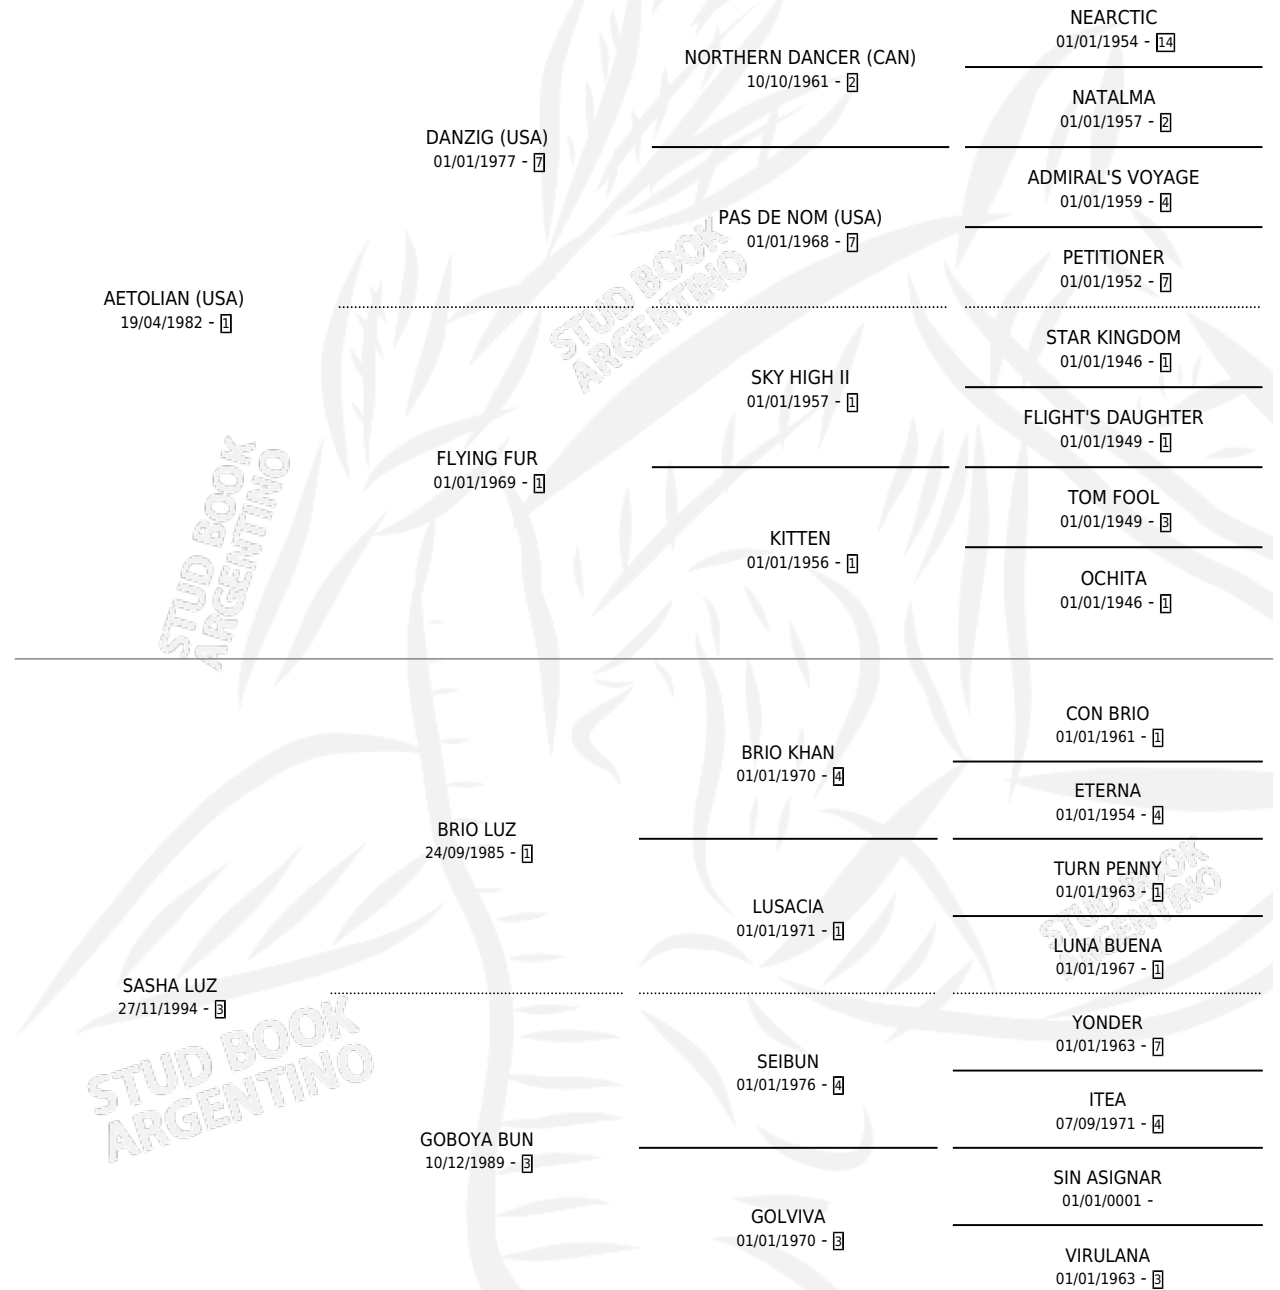 NEARCTIC
01/01/1954 - 14
NORTHERN DANCER (CAN)
10/10/1961 - 2
NATALMA
01/01/1957 - 2
DANZIG (USA)
01/01/1977 - 7
ADMIRAL'S VOYAGE
01/01/1959 - 4
PAS DE NOM (USA)
01/01/1968 - 7
PETITIONER
01/01/1952 - 7
AETOLIAN (USA)
19/04/1982 - 1
STUD BOOK
ARGENTINO
STAR KINGDOM
01/01/1946 - 1
SKY HIGH II
01/01/1957 - 1
FLIGHT'S DAUGHTER
01/01/1949 - 1
FLYING FUR
01/01/1969 - 1
TOM FOOL
01/01/1949 - 3
KITTEN
01/01/1956 - 1
OCHITA
01/01/1946 - 1
STUD BOOK
ARGENTINO
CON BRIO
01/01/1961 - 1
BRIO KHAN
01/01/1970 - 4
ETERNA
01/01/1954 - 4
BRIO LUZ
24/09/1985 - 1
TURN PENNY
01/01/1963 - 1
LUSACIA
01/01/1971 - 1
STUD BOOK
ARGENTINO
LUNA BUENA
01/01/1967 - 1
SASHA LUZ
27/11/1994 - 3
YONDER
01/01/1963 - 7
SEIBUN
01/01/1976 - 4
ITEA
07/09/1971 - 4
STUD BOOK
ARGENTINO
GOBOYA BUN
10/12/1989 - 3
SIN ASIGNAR
01/01/0001 -
GOLVIVA
01/01/1970 - 3
VIRULANA
01/01/1963 - 3